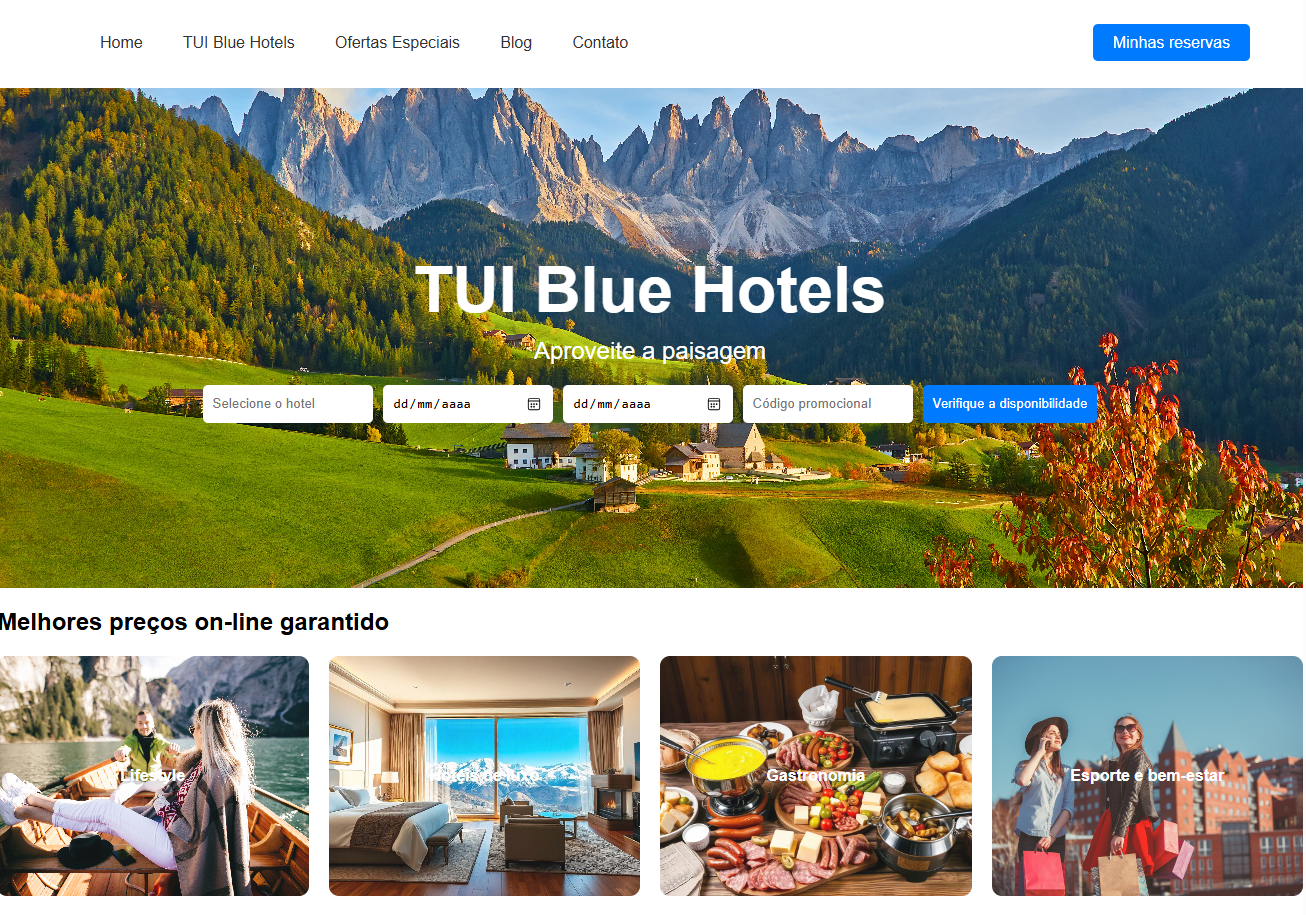 Home TUI Blue Hotels Ofertas Especiais Blog Contato Minhas reservas
TUI Blue Hotels
Aproveite a paisagem
Selecione o hotel dd/mm/aaaa dd/mm/aaaa Código promocional Verifique a disponibilidade
Melhores preços on-line garantido
Lifestyle Hotéis de luxo Gastronomia Esporte e bem-estar